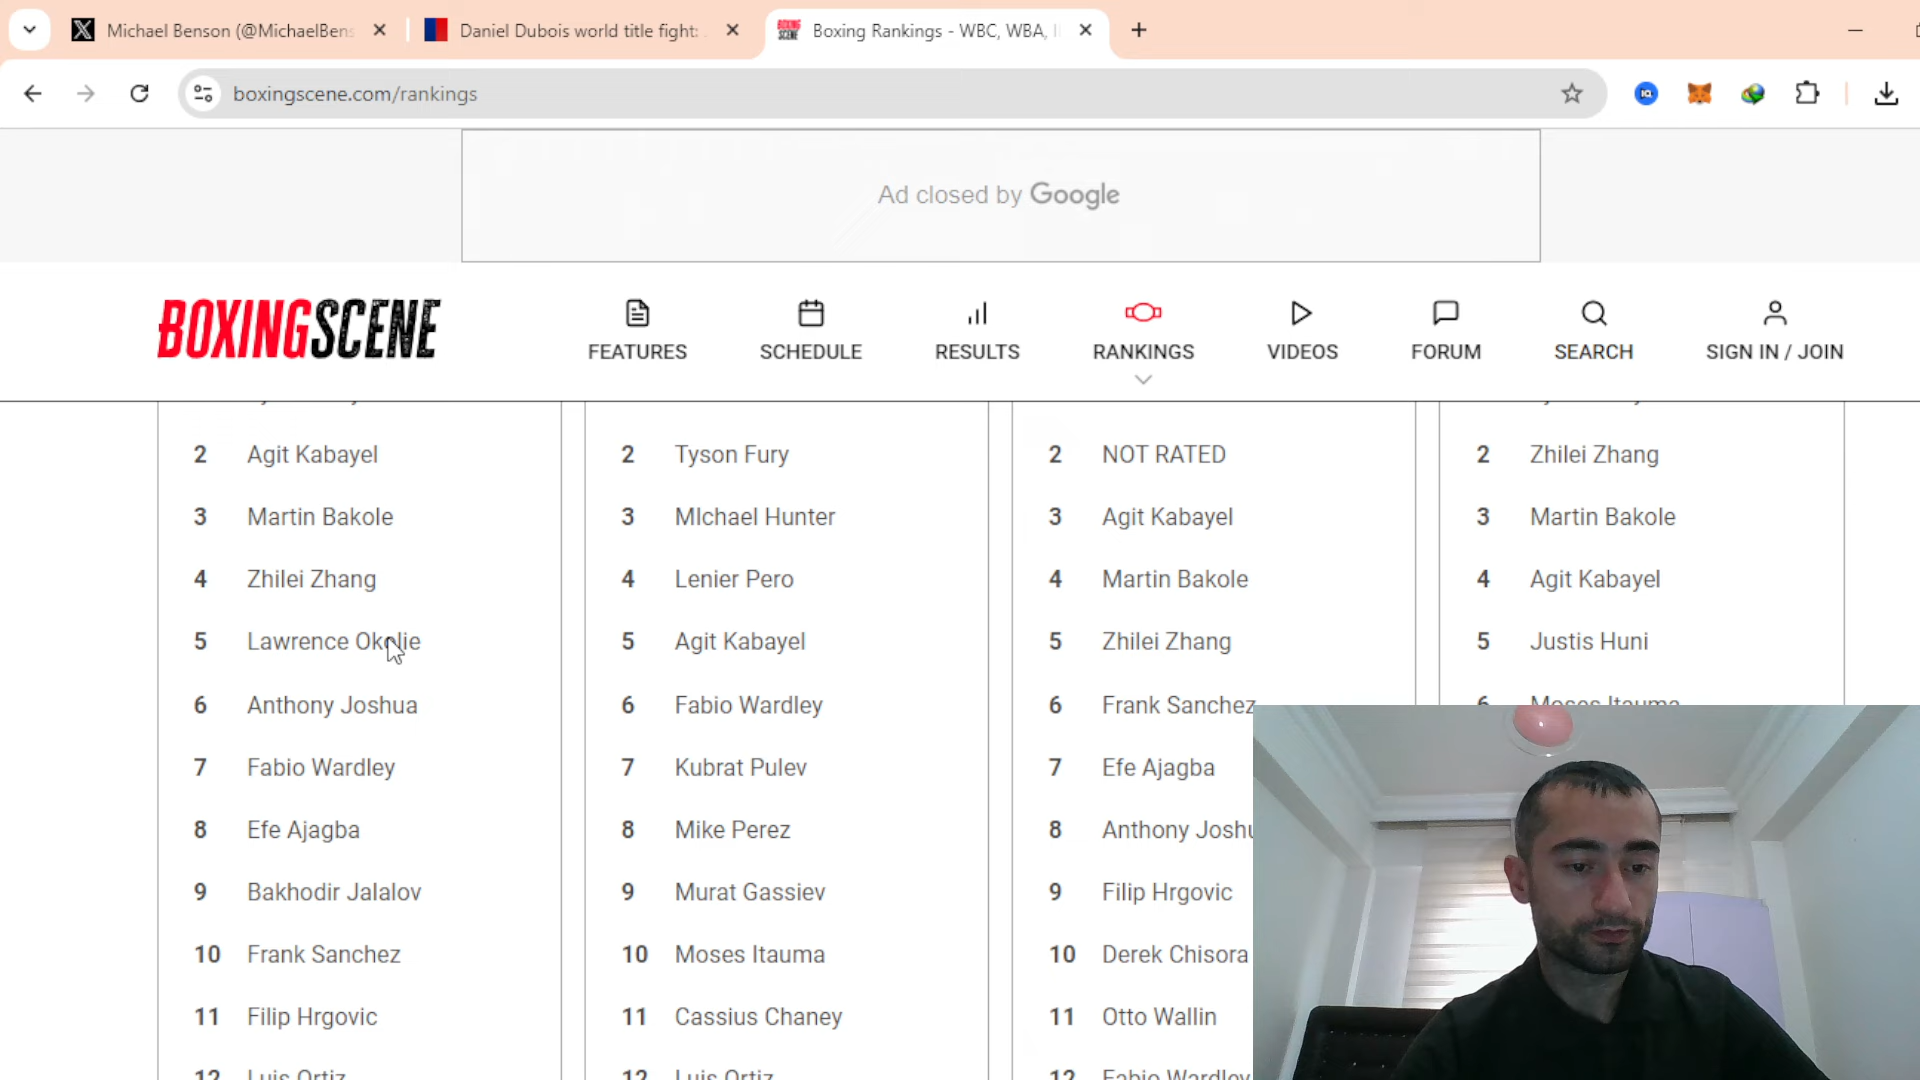 Michael Benson (@MichaelBens
Daniel Dubois world title fight:
Boxing Rankings - WBC, WBA, I
boxingscene.com/rankings
Ad closed by Google
BOXINGSCENE
FEATURES
SCHEDULE
RESULTS
RANKINGS
VIDEOS
FORUM
SEARCH
SIGN IN / JOIN
2 Agit Kabayel
3 Martin Bakole
4 Zhilei Zhang
5 Lawrence Okolie
6 Anthony Joshua
7 Fabio Wardley
8 Efe Ajagba
9 Bakhodir Jalalov
10 Frank Sanchez
11 Filip Hrgovic
12 Luis Ortiz
2 Tyson Fury
3 MIchael Hunter
4 Lenier Pero
5 Agit Kabayel
6 Fabio Wardley
7 Kubrat Pulev
8 Mike Perez
9 Murat Gassiev
10 Moses Itauma
11 Cassius Chaney
12 Luis Ortiz
2 NOT RATED
3 Agit Kabayel
4 Martin Bakole
5 Zhilei Zhang
6 Frank Sanchez
7 Efe Ajagba
8 Anthony Joshu
9 Filip Hrgovic
10 Derek Chisora
11 Otto Wallin
12 Fabio Wardley
2 Zhilei Zhang
3 Martin Bakole
4 Agit Kabayel
5 Justis Huni
6 Moses Itauma